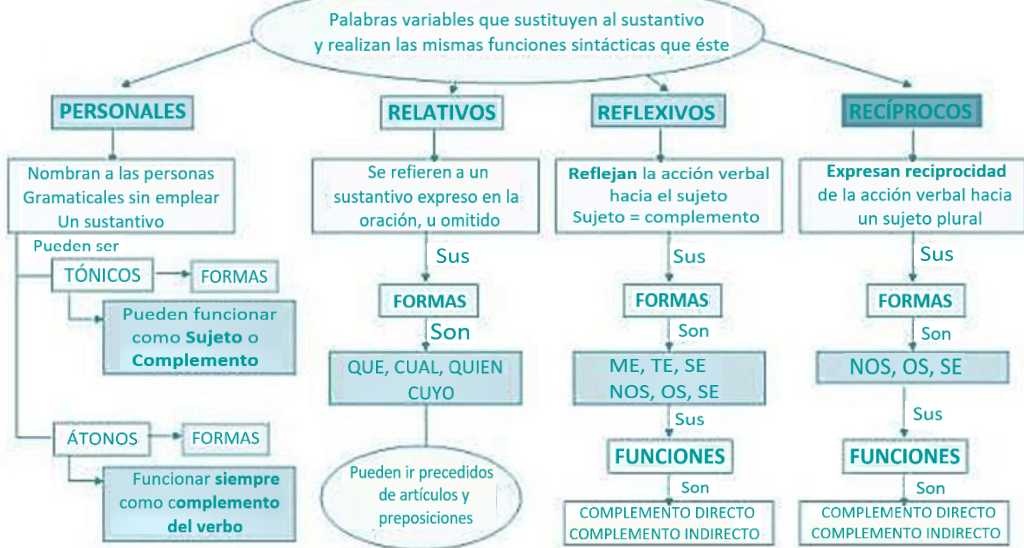 Palabras variables que sustituyen al sustantivo
y realizan las mismas funciones sintácticas que éste
PERSONALES
Nombran a las personas
Gramaticales sin emplear
Un sustantivo
Pueden ser
TÓNICOS
FORMAS
Pueden funcionar
como Sujeto o
Complemento
ÁTONOS
FORMAS
Funcionar siempre
como complemento
del verbo
RELATIVOS
Se refieren a un
sustantivo expreso en la
oración, u omitido
Sus
FORMAS
Son
QUE, CUAL, QUIEN
CUYO
Pueden ir precedidos
de artículos y
preposiciones
REFLEXIVOS
Reflejan la acción verbal
hacia el sujeto
Sujeto = complemento
Sus
FORMAS
Son
ME, TE, SE
NOS, OS, SE
Sus
FUNCIONES
Son
COMPLEMENTO DIRECTO
COMPLEMENTO INDIRECTO
RECÍPROCOS
Expresan reciprocidad
de la acción verbal hacia
un sujeto plural
Sus
FORMAS
Son
NOS, OS, SE
Sus
FUNCIONES
Son
COMPLEMENTO DIRECTO
COMPLEMENTO INDIRECTO